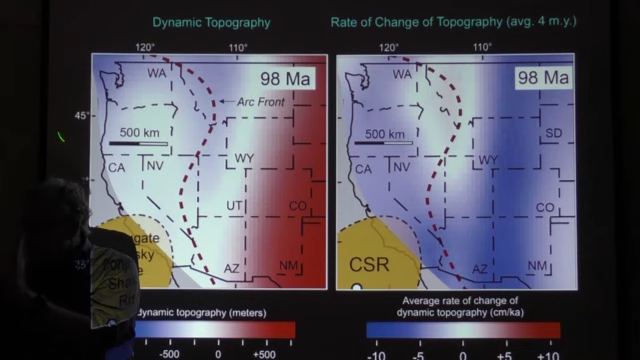 Dynamic Topography
120° 110°
WA
98 Ma
Arc Front
45°
500 km
CA NV
WY
UT
CO
AZ
NM
dynamic topography (meters)
-500 0 +500
Rate of Change of Topography (avg. 4 m.y.)
120° 110°
WA
98 Ma
500 km
SD
CA NV
WY
CO
CSR
AZ
NM
Average rate of change of
dynamic topography (cm/ka)
-10 -5 0 +5 +10